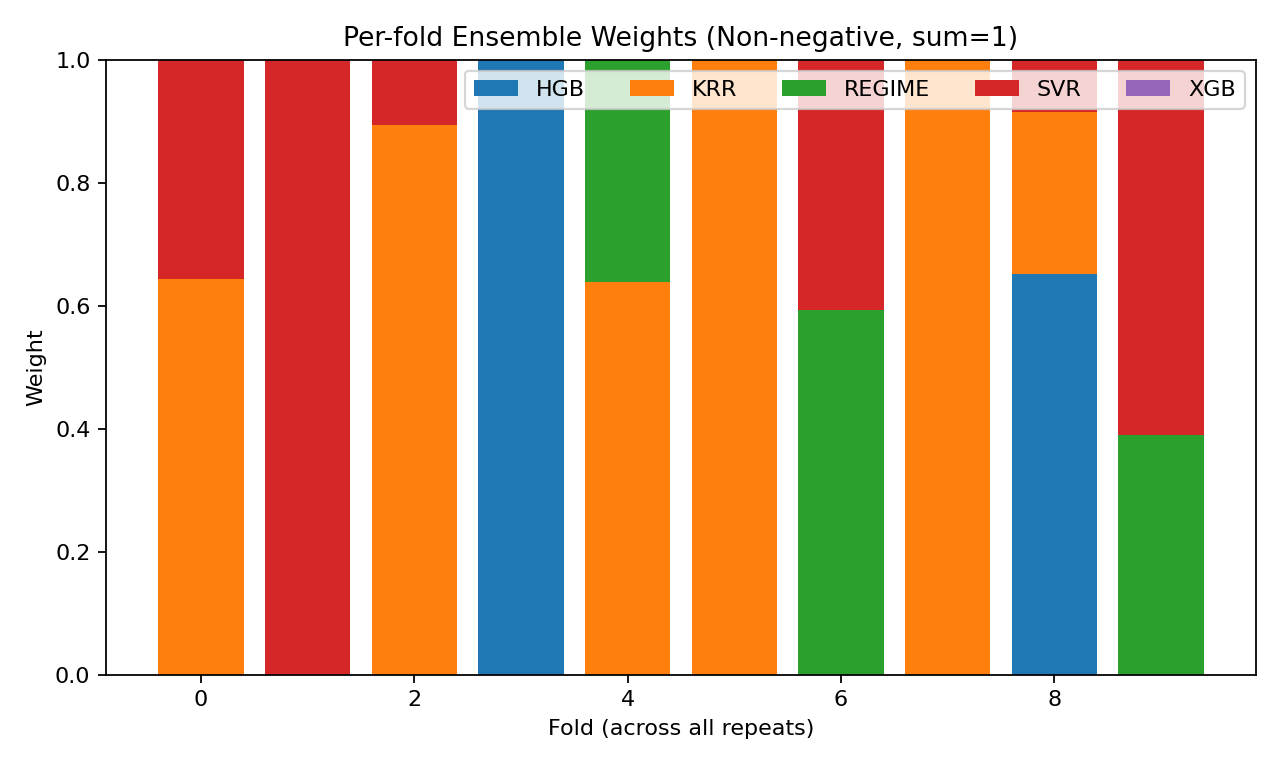 Per-fold Ensemble Weights (Non-negative, sum=1)
HGB KRR REGIME SVR XGB
1.0
0.8
0.6
0.4
0.2
0.0
Weight
0 2 4 6 8
Fold (across all repeats)